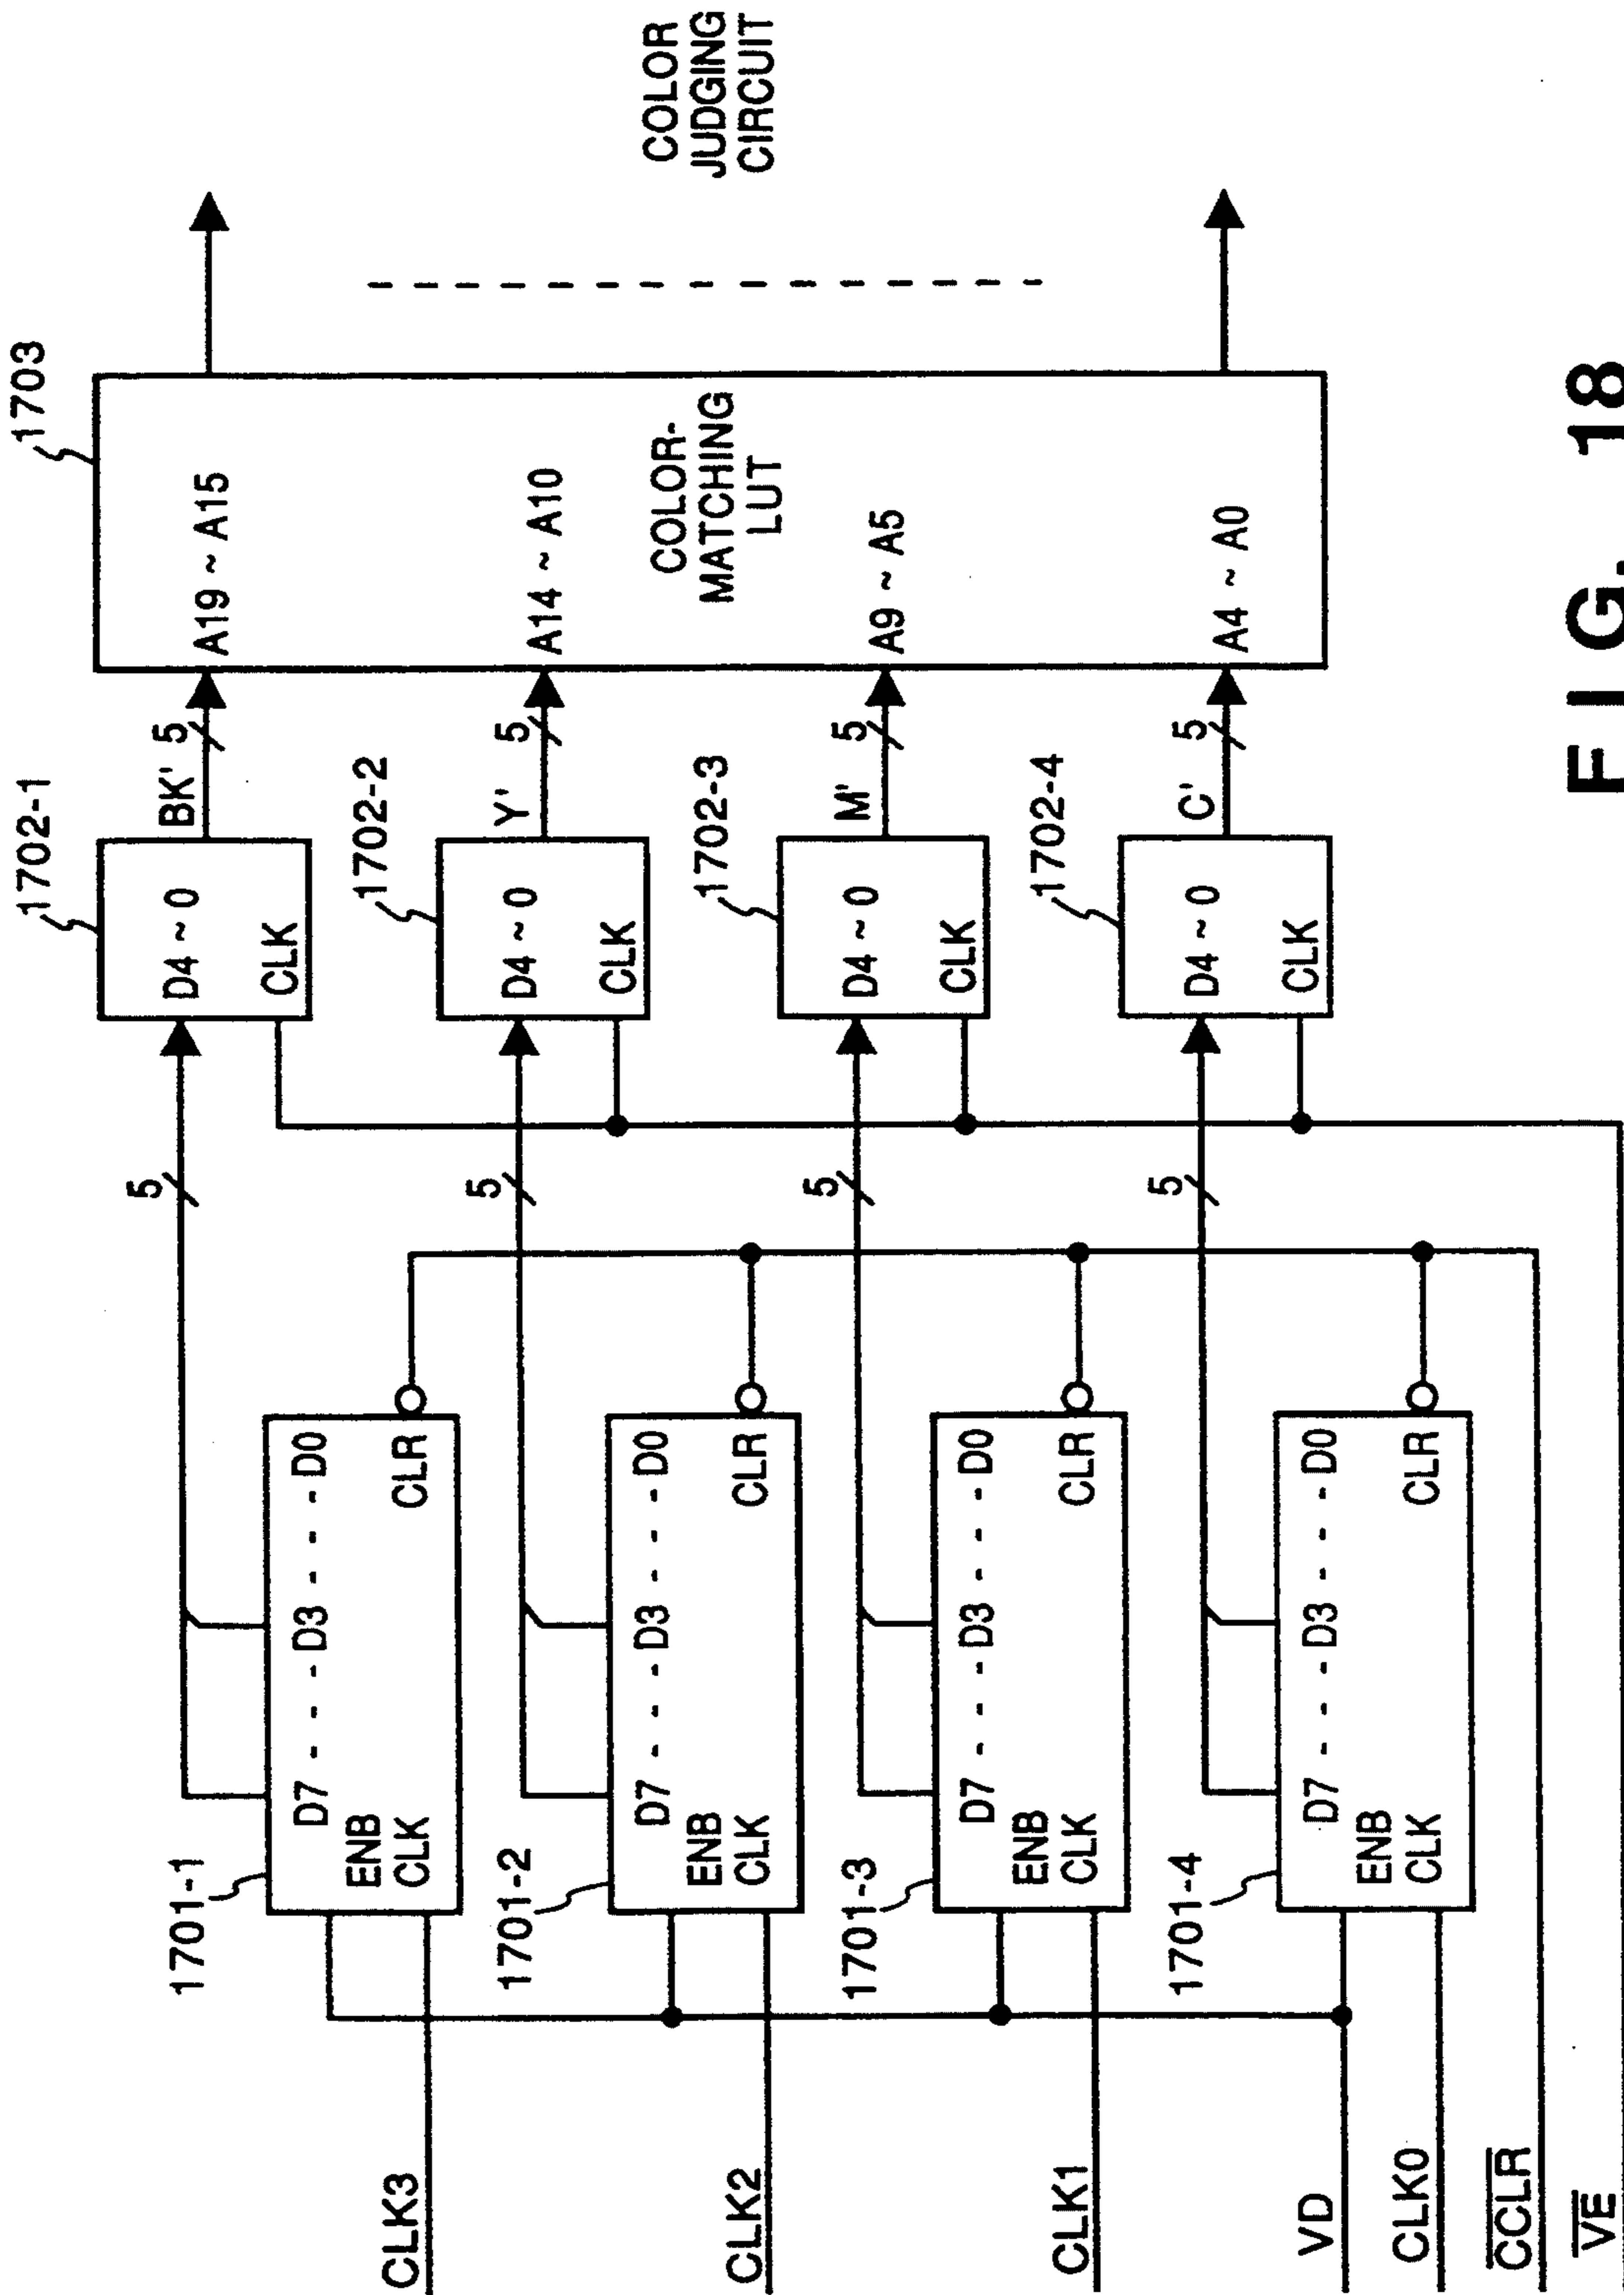 1702-1
1703
BK'
5
5
D4 ~ 0
CLK
A19 ~ A15
1701-1
D7 - - - - D3 - - - - D0
ENB
CLK
CLR
CLK3
1702-2
Y'
5
5
D4 ~ 0
CLK
A14 ~ A10
COLOR-
MATCHING
LUT
COLOR
JUDGING
CIRCUIT
1701-2
D7 - - - - D3 - - - - D0
ENB
CLK
CLR
CLK2
1702-3
M'
5
5
D4 ~ 0
CLK
A9 ~ A5
1701-3
D7 - - - - D3 - - - - D0
ENB
CLK
CLR
CLK1
1702-4
C'
5
5
D4 ~ 0
CLK
A4 ~ A0
1701-4
D7 - - - - D3 - - - - D0
ENB
CLK
CLR
VD
CLK0
C̅C̅L̅R̅
V̅E̅
FIG. 18